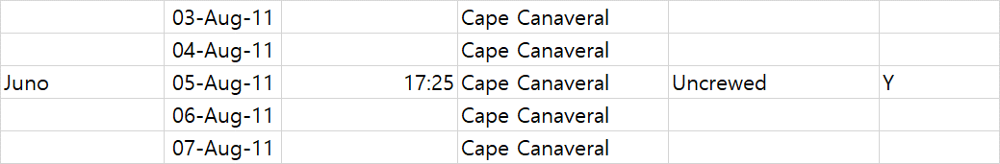 03-Aug-11 Cape Canaveral
04-Aug-11 Cape Canaveral
Juno 05-Aug-11 17:25 Cape Canaveral Uncrewed Y
06-Aug-11 Cape Canaveral
07-Aug-11 Cape Canaveral